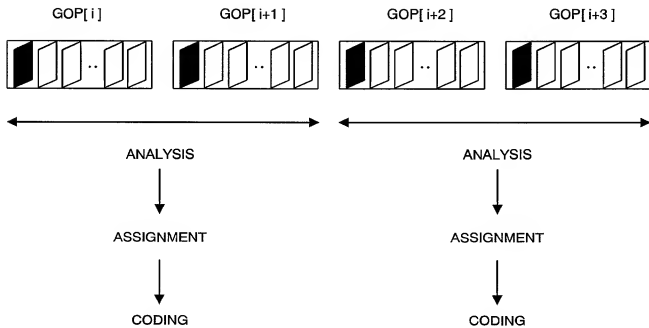 GOP[ i ] GOP[ i+1 ] GOP[ i+2 ] GOP[ i+3 ]
ANALYSIS ANALYSIS
ASSIGNMENT ASSIGNMENT
CODING CODING